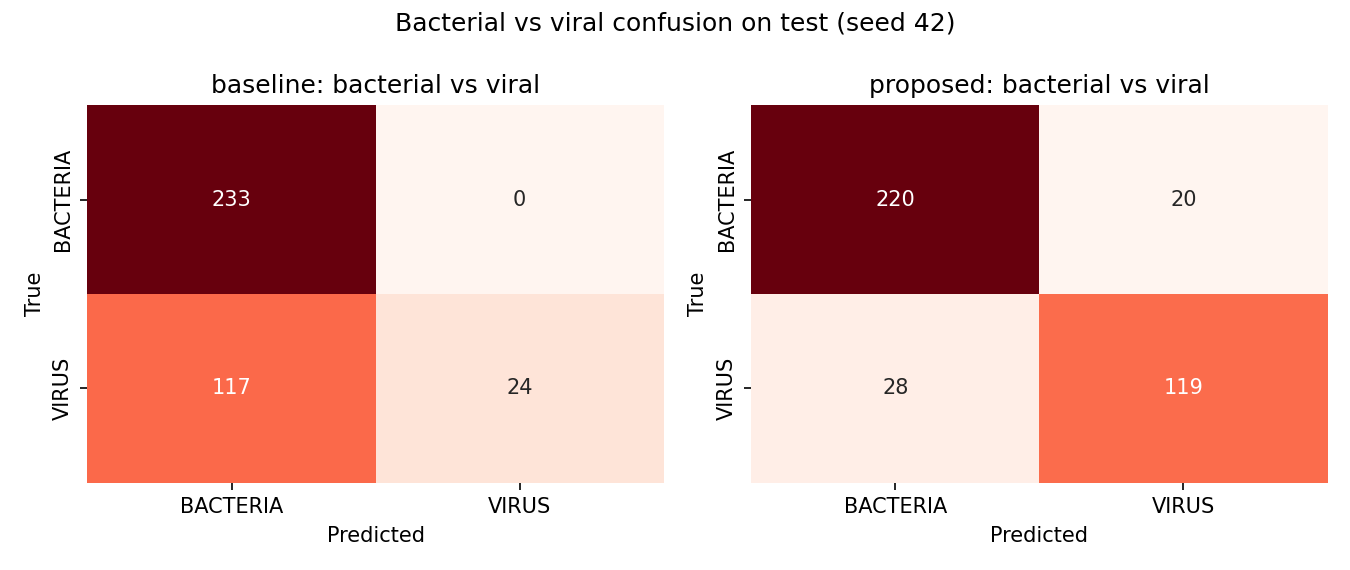 Bacterial vs viral confusion on test (seed 42)
baseline: bacterial vs viral
True
BACTERIA
VIRUS
233
0
117
24
BACTERIA
VIRUS
Predicted
proposed: bacterial vs viral
True
BACTERIA
VIRUS
220
20
28
119
BACTERIA
VIRUS
Predicted